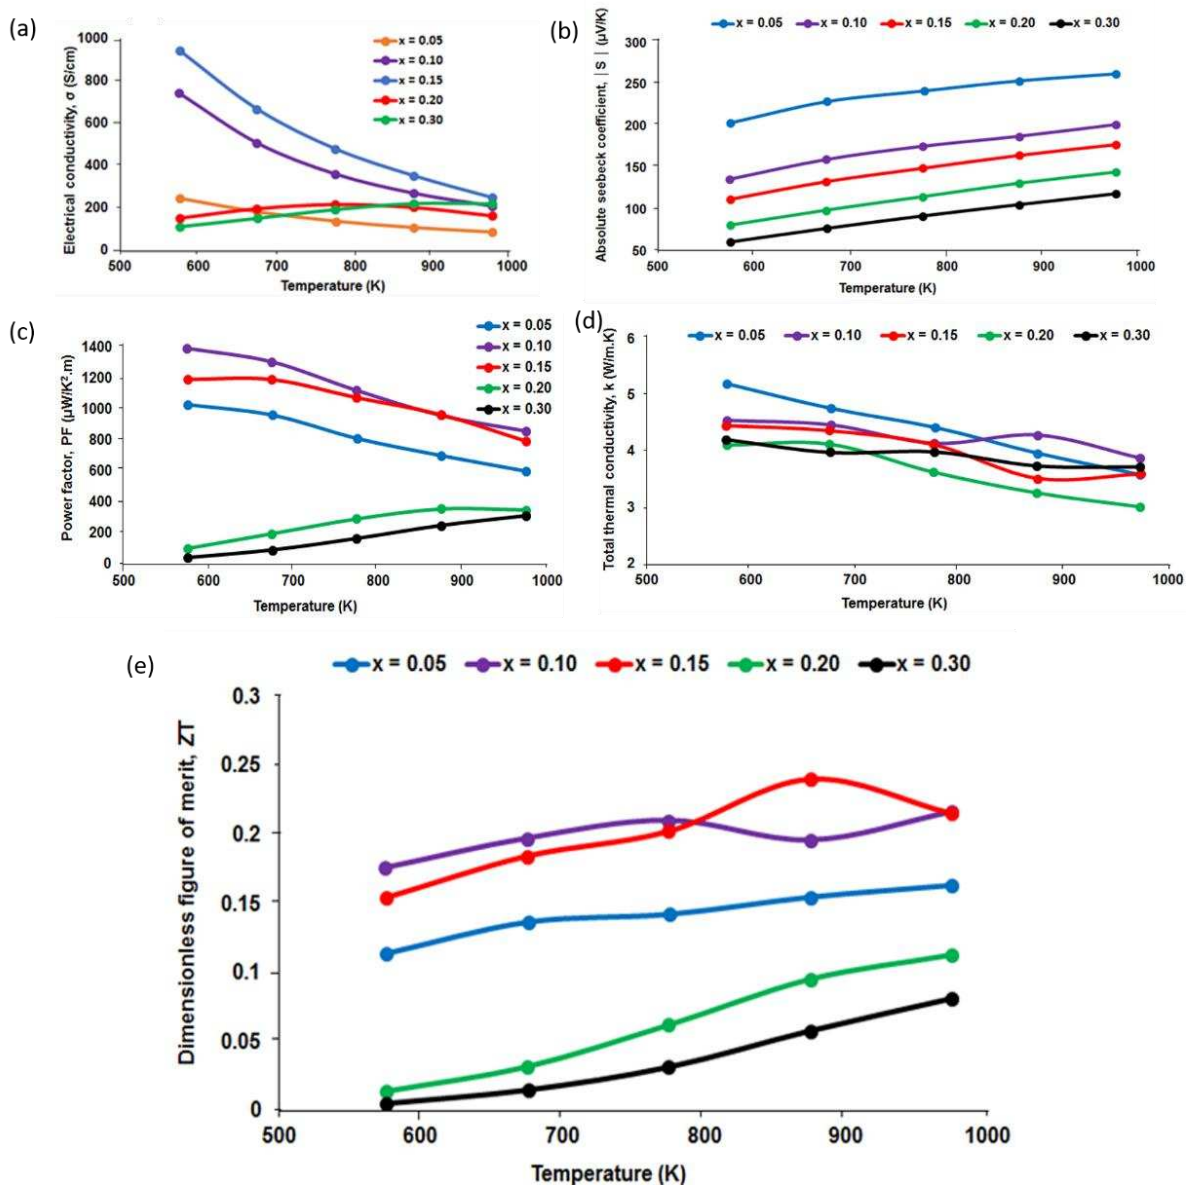 (a)
1000
800
600
400
200
0
Electrical conductivity, σ (S/cm)
x = 0.05
x = 0.10
x = 0.15
x = 0.20
x = 0.30
500 600 700 800 900 1000
Temperature (K)
(b)
x = 0.05 x = 0.10 x = 0.15 x = 0.20 x = 0.30
300
250
200
150
100
50
Absolute seebeck coefficient, |S| (µV/K)
500 600 700 800 900 1000
Temperature (K)
(c)
1400
1200
1000
800
600
400
200
0
Power factor, PF (µW/K².m)
x = 0.05
x = 0.10
x = 0.15
x = 0.20
x = 0.30
500 600 700 800 900 1000
Temperature (K)
(d)
x = 0.05 x = 0.10 x = 0.15 x = 0.20 x = 0.30
6
5
4
3
2
Total thermal conductivity, k (W/m.K)
500 600 700 800 900 1000
Temperature (K)
(e)
x = 0.05 x = 0.10 x = 0.15 x = 0.20 x = 0.30
0.3
0.25
0.2
0.15
0.1
0.05
0
Dimensionless figure of merit, ZT
500 600 700 800 900 1000
Temperature (K)